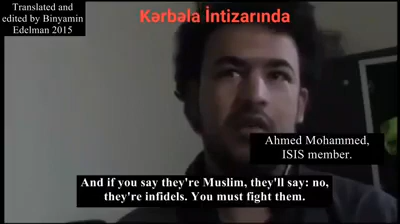 Translated and
edited by Binyamin
Edelman 2015
Kərbəla İntizarında
Ahmed Mohammed,
ISIS member.
And if you say they're Muslim, they'll say: no,
they're infidels. You must fight them.